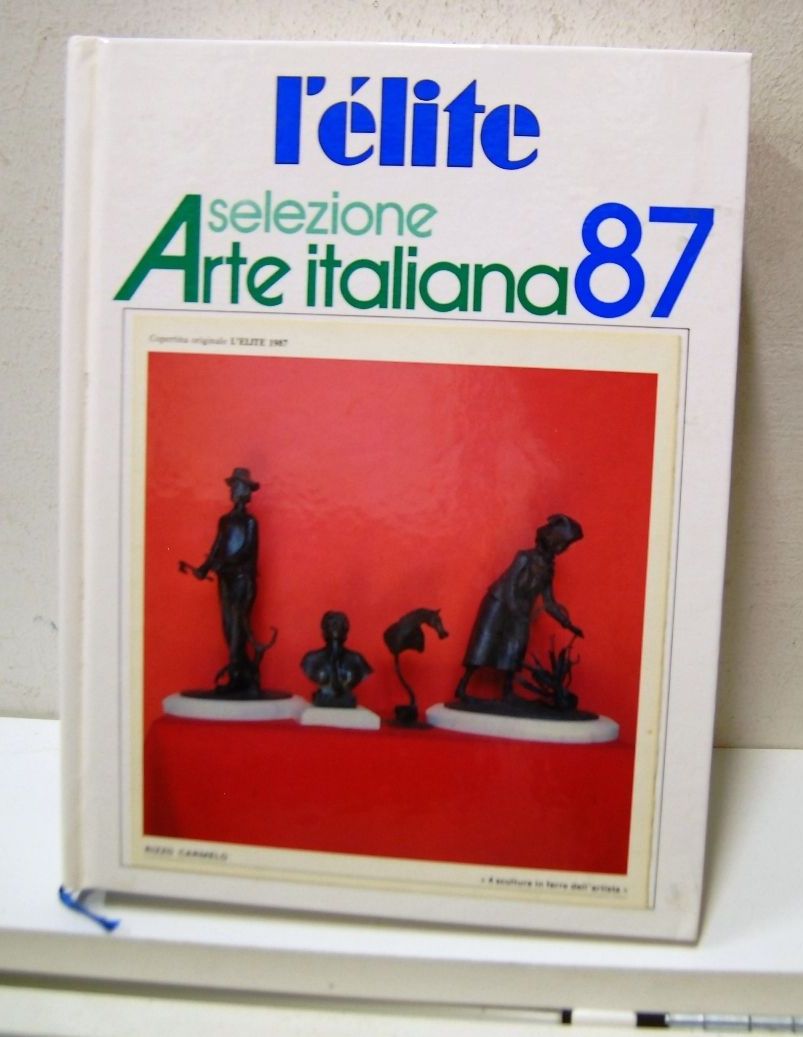 l'élite
selezione
Arte italiana 87
Copertina originale L'ELITE 1987
RIZZO CARMELO
« 4 sculture in ferro dell'artista »